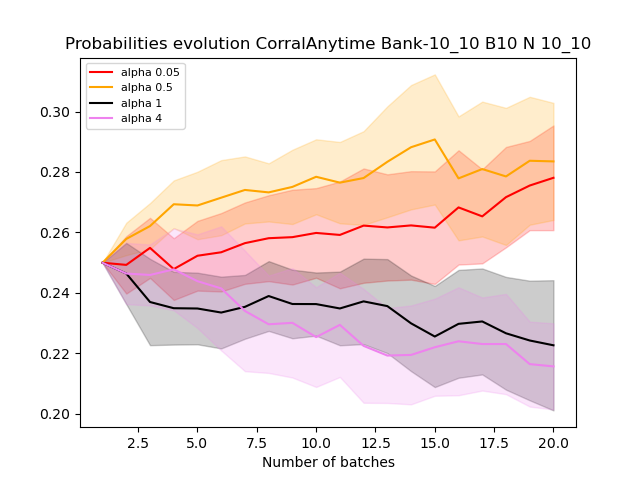 Probabilities evolution CorralAnytime Bank-10_10 B10 N 10_10
alpha 0.05
alpha 0.5
alpha 1
alpha 4
0.30
0.28
0.26
0.24
0.22
0.20
2.5 5.0 7.5 10.0 12.5 15.0 17.5 20.0
Number of batches